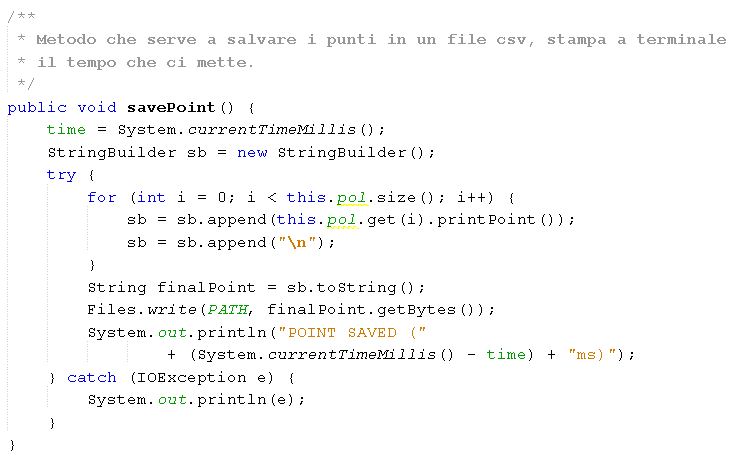 /**
 * Metodo che serve a salvare i punti in un file csv, stampa a terminale
 * il tempo che ci mette.
 */
public void savePoint() {
    time = System.currentTimeMillis();
    StringBuilder sb = new StringBuilder();
    try {
        for (int i = 0; i < this.pol.size(); i++) {
            sb = sb.append(this.pol.get(i).printPoint());
            sb = sb.append("\n");
        }
        String finalPoint = sb.toString();
        Files.write(PATH, finalPoint.getBytes());
        System.out.println("POINT SAVED ("
                + (System.currentTimeMillis() - time) + "ms)");
    } catch (IOException e) {
        System.out.println(e);
    }
}